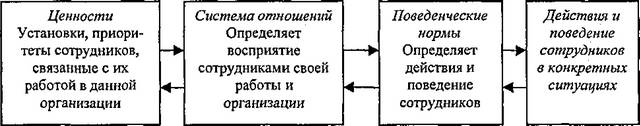 Ценности
Установки, приори-
теты сотрудников,
связанные с их
работой в данной
организации
Система отношений
Определяет
восприятие
сотрудниками своей
работы и
организации
Поведенческие
нормы
Определяет
действия и
поведение
сотрудников
Действия и
поведение
сотрудников
в конкретных
ситуациях